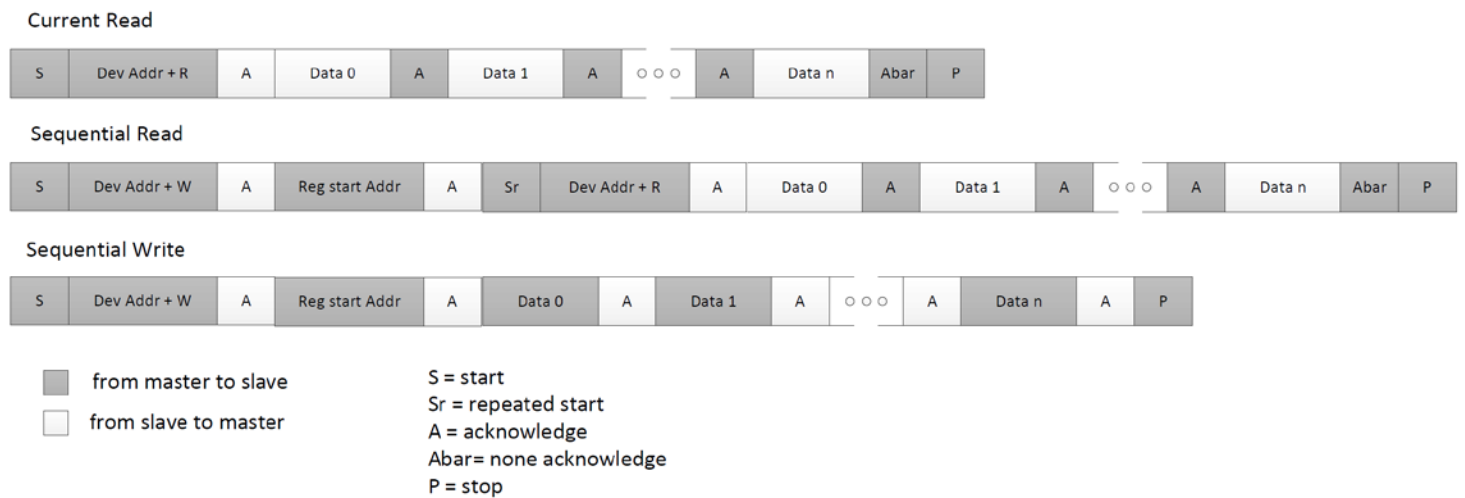 Current Read
S Dev Addr + R A Data 0 A Data 1 A A Data n Abar P
Sequential Read
S Dev Addr + W A Reg start Addr A Sr Dev Addr + R A Data 0 A Data 1 A A Data n Abar P
Sequential Write
S Dev Addr + W A Reg start Addr A Data 0 A Data 1 A A Data n A P
from master to slave
from slave to master
S = start
Sr = repeated start
A = acknowledge
Abar= none acknowledge
P = stop